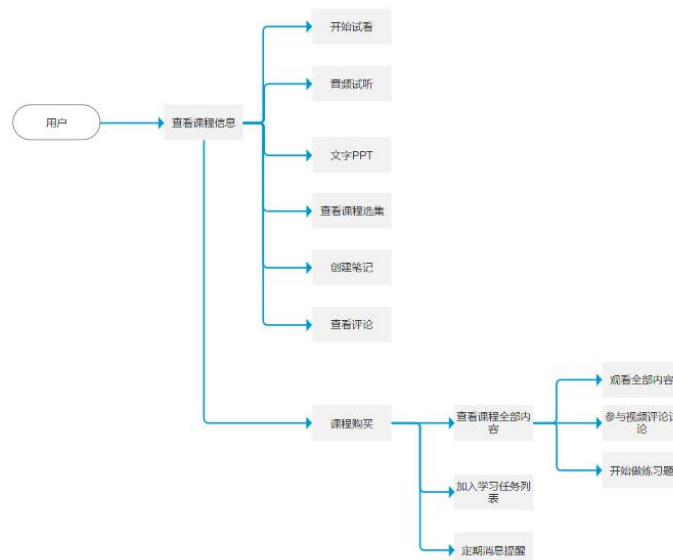 开始试看
音频试听
用户
查看课程信息
文字PPT
查看课程选集
创建笔记
查看评论
观看全部内容
课程购买
查看课程全部内
容
参与视频评论讨
论
开始做练习题
加入学习任务列
表
定期消息提醒